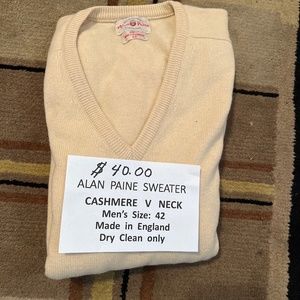 $ 40.00
ALAN PAINE SWEATER
CASHMERE V NECK
Men's Size: 42
Made in England
Dry Clean only